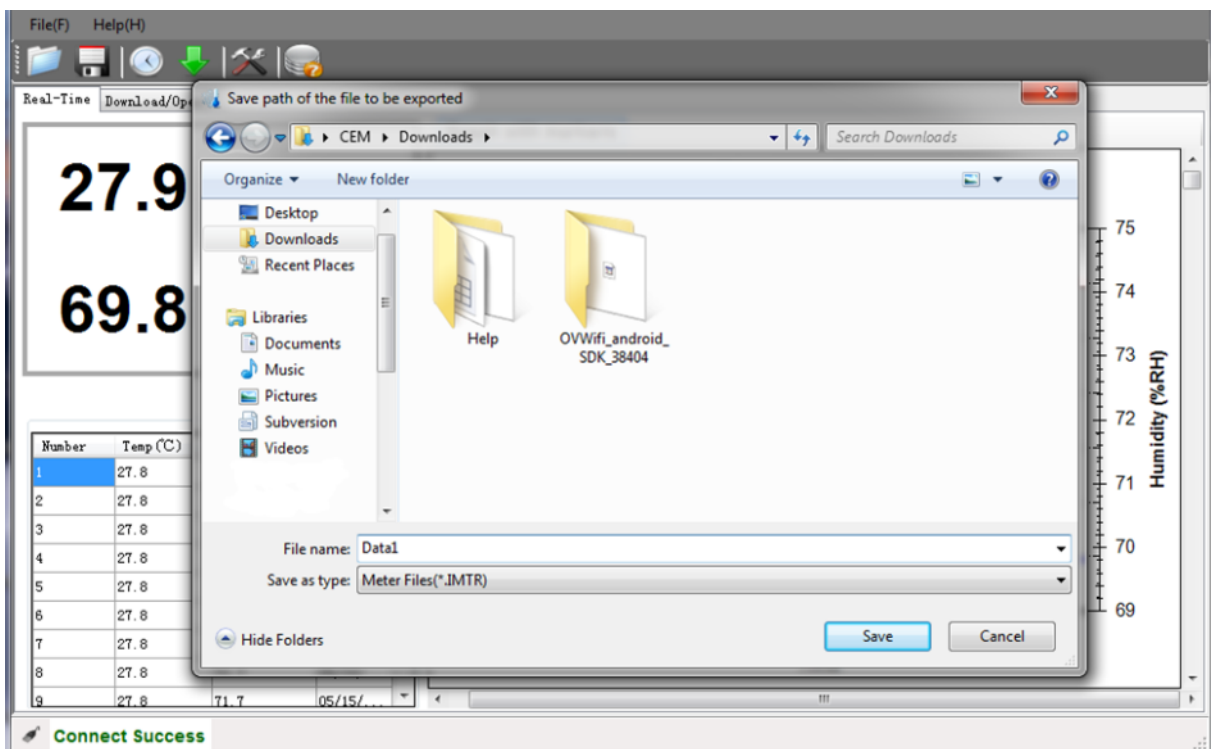 File(F) Help(H)
Real-Time Download/Ope
Save path of the file to be exported
CEM Downloads
Search Downloads
Organize New folder
Desktop
Downloads
Recent Places
Libraries
Documents
Music
Pictures
Subversion
Videos
Help
OVWifi_android_
SDK_38404
File name: Data1
Save as type: Meter Files(*.IMTR)
Hide Folders
Save Cancel
27.9
69.8
Number Temp(℃)
1 27.8
2 27.8
3 27.8
4 27.8
5 27.8
6 27.8
7 27.8
8 27.8
9 27.8 71.7 05/15/...
75
74
73
72
71
70
69
Humidity (%RH)
Connect Success